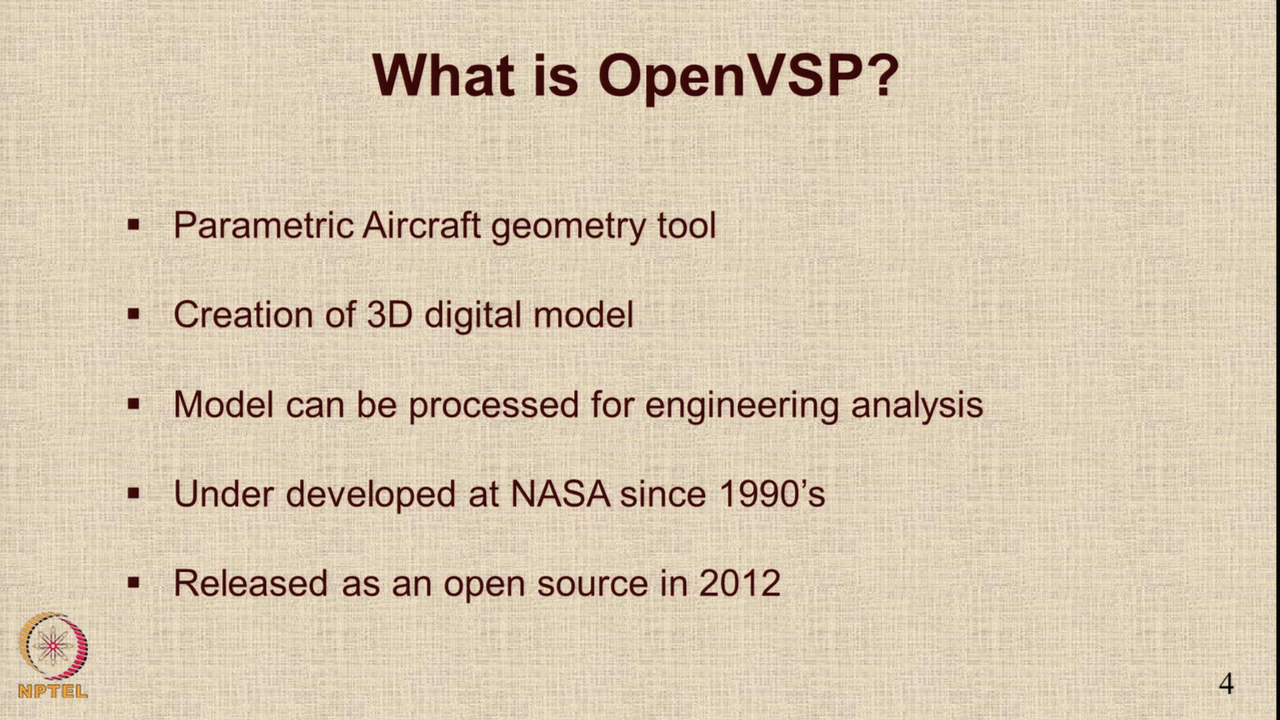 What is OpenVSP?
▪ Parametric Aircraft geometry tool
▪ Creation of 3D digital model
▪ Model can be processed for engineering analysis
▪ Under developed at NASA since 1990’s
▪ Released as an open source in 2012
NPTEL
4